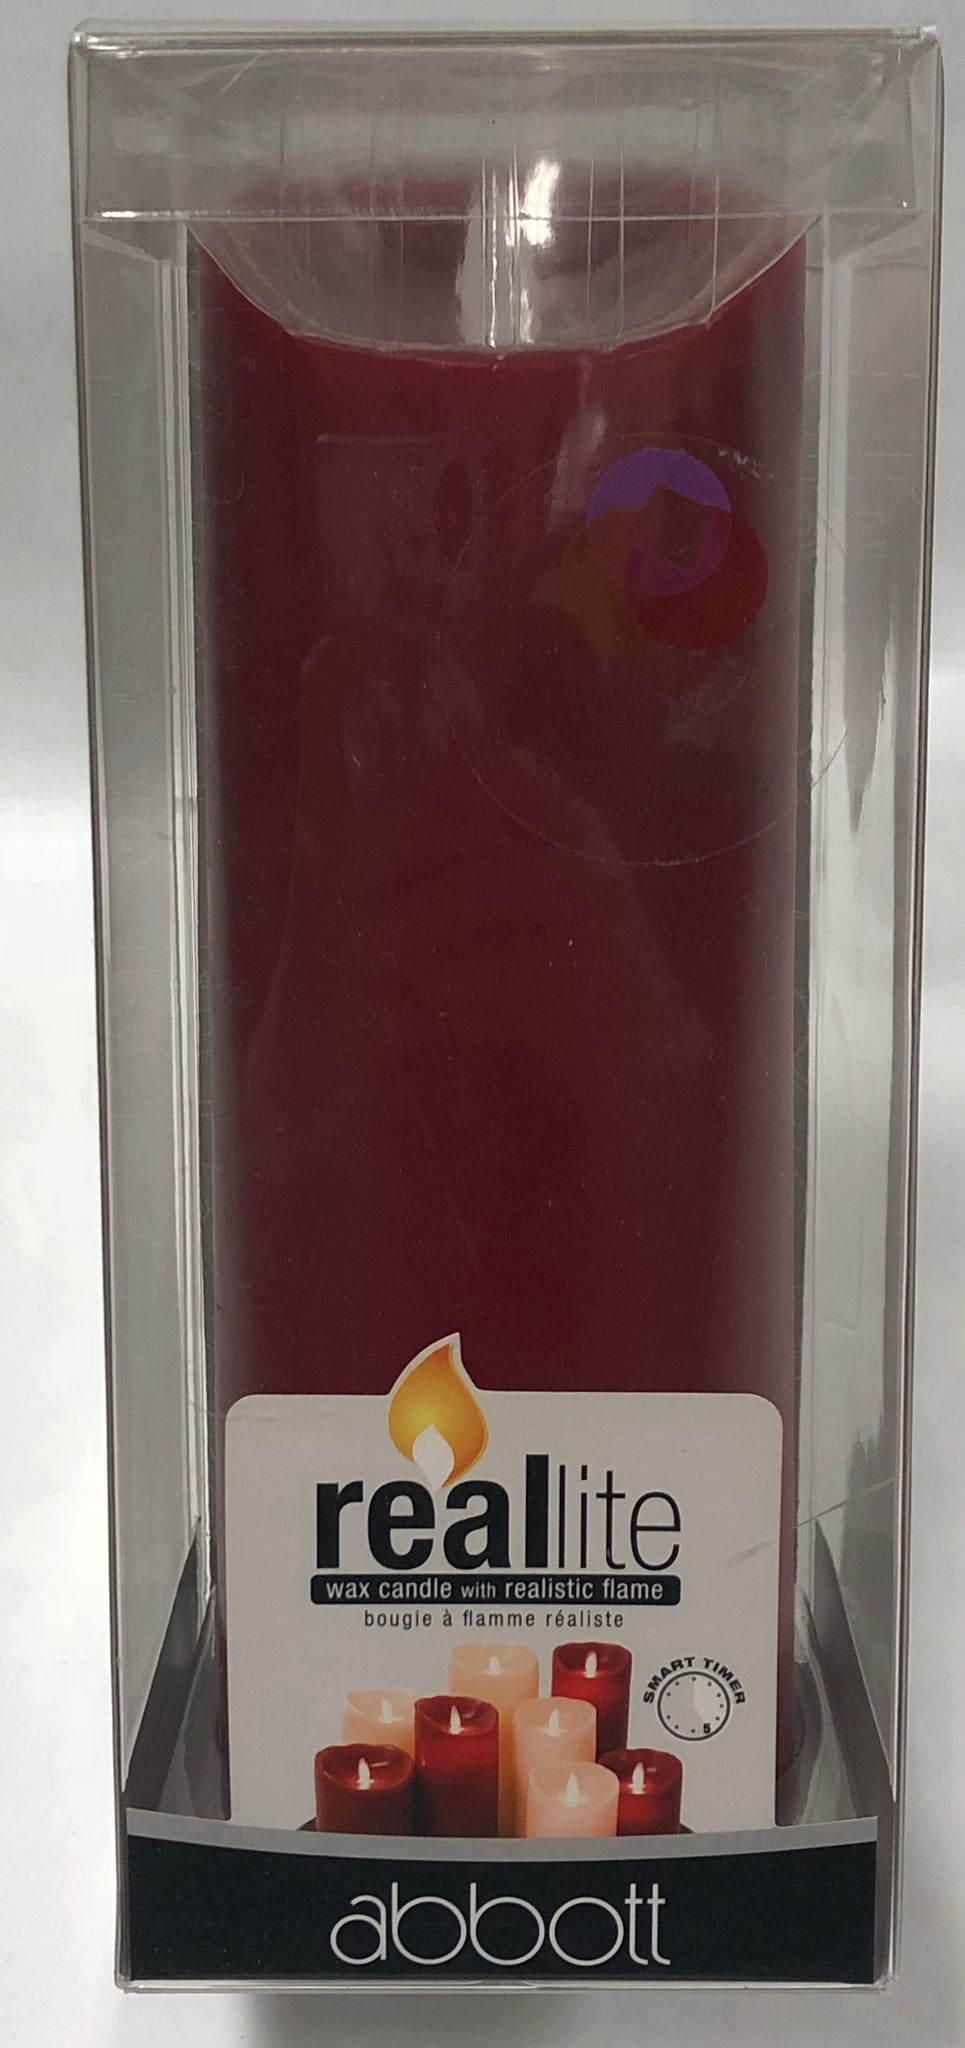 reallite
wax candle with realistic flame
bougie à flamme réaliste
SMART TIMER
5
abbott